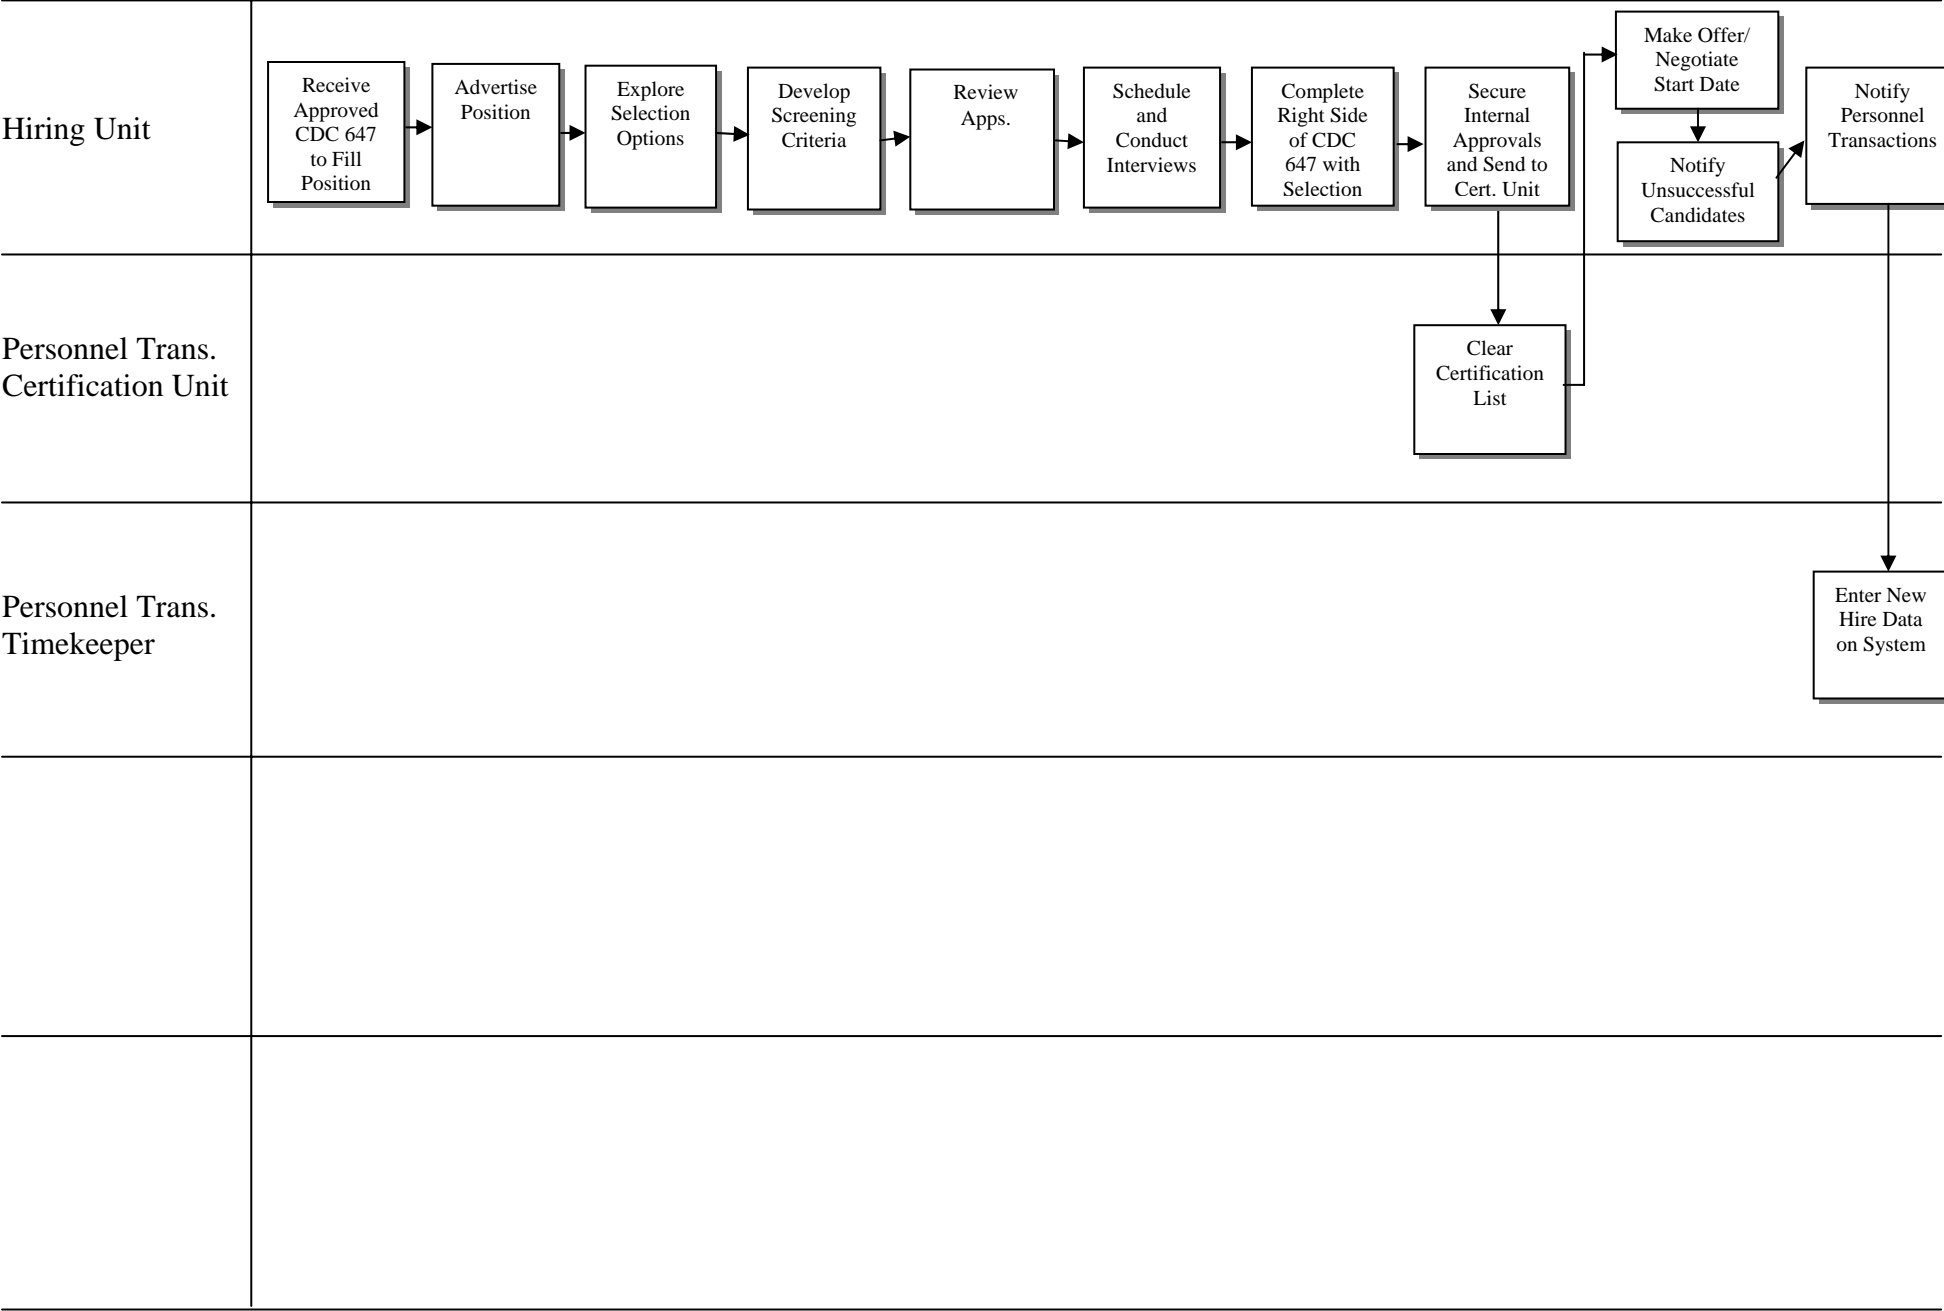 Hiring Unit
Receive
Approved
CDC 647
to Fill
Position
Advertise
Position
Explore
Selection
Options
Develop
Screening
Criteria
Review
Apps.
Schedule
and
Conduct
Interviews
Complete
Right Side
of CDC
647 with
Selection
Secure
Internal
Approvals
and Send to
Cert. Unit
Make Offer/
Negotiate
Start Date
Notify
Unsuccessful
Candidates
Notify
Personnel
Transactions
Personnel Trans.
Certification Unit
Clear
Certification
List
Personnel Trans.
Timekeeper
Enter New
Hire Data
on System